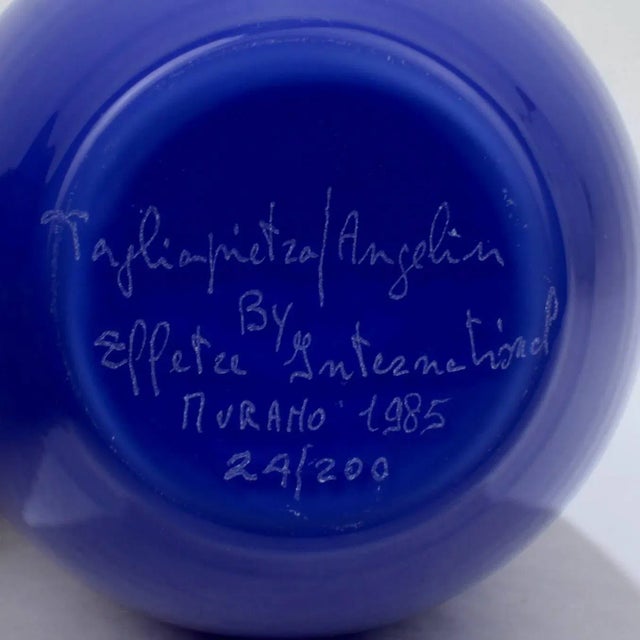 Tagliapietra/Angelin
By
Effetre International
MURANO 1985
24/200